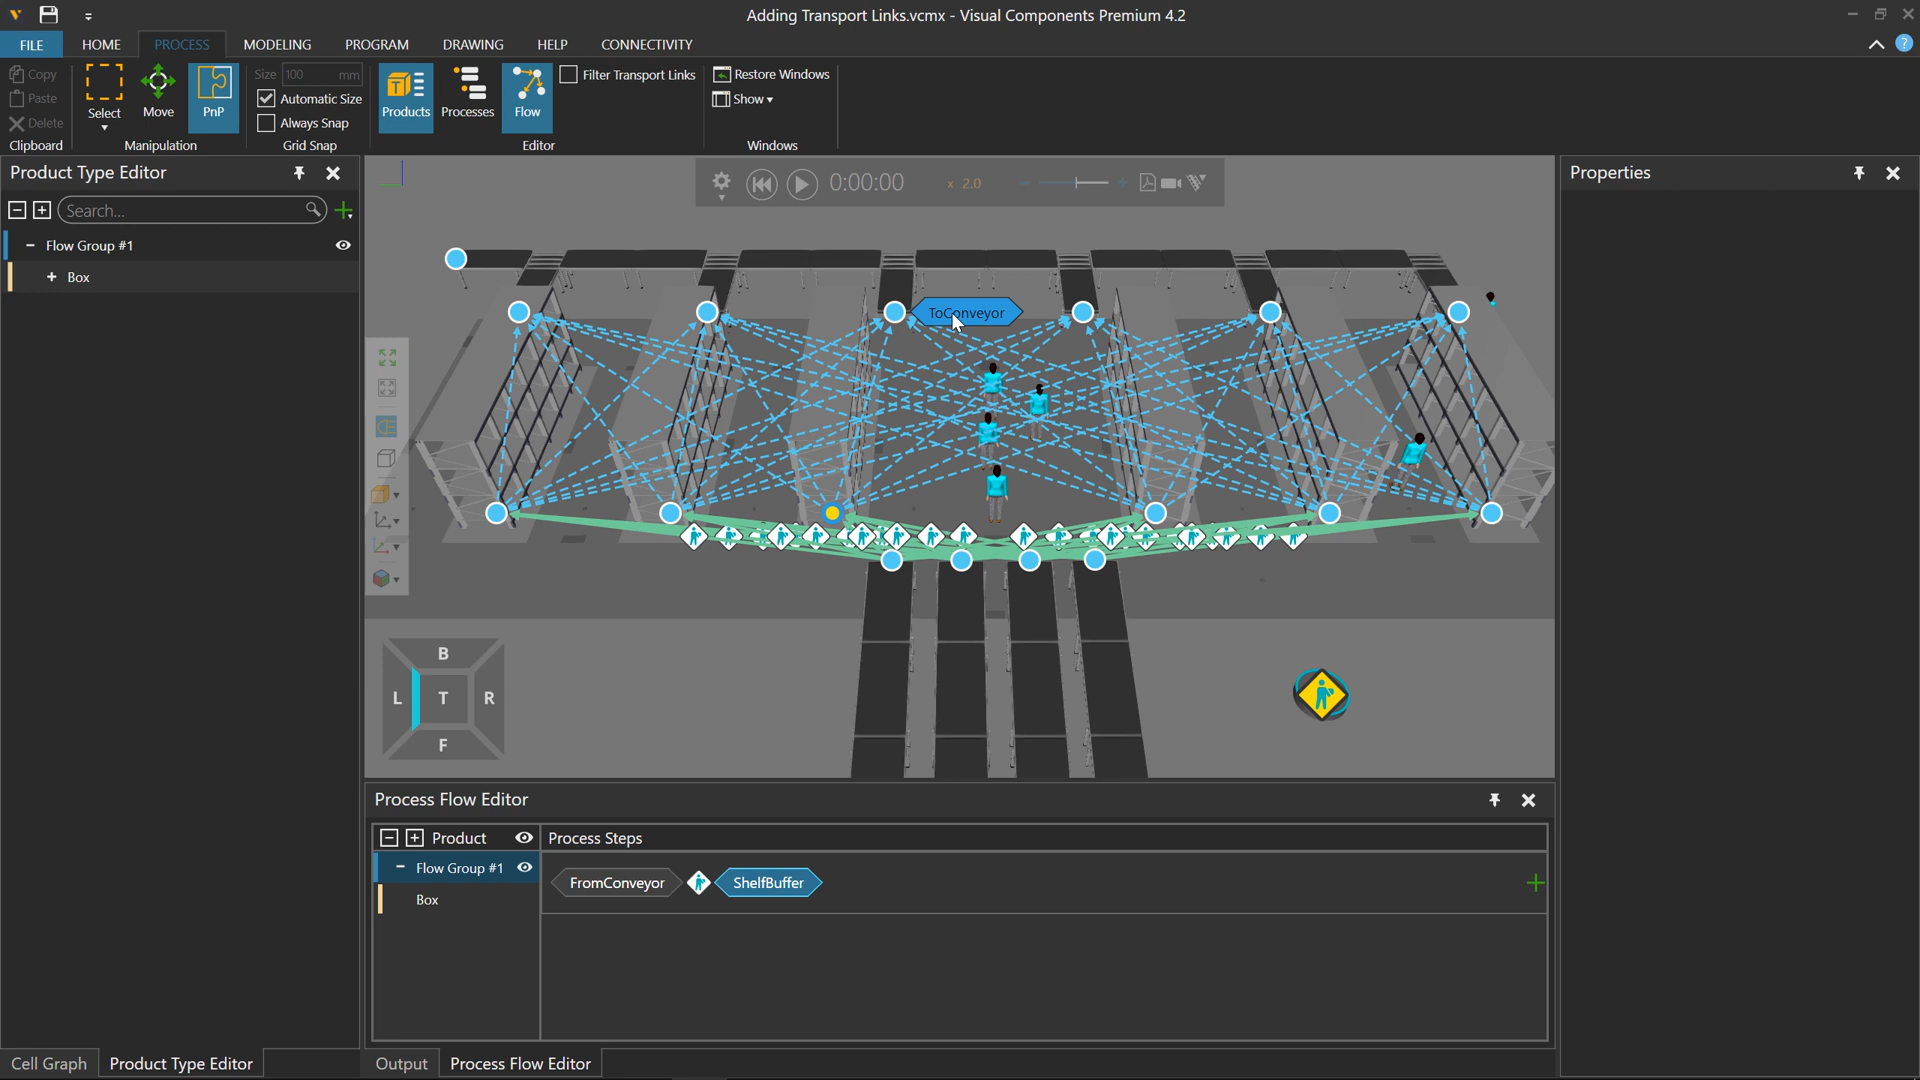 Adding Transport Links.vcmx - Visual Components Premium 4.2
FILE
HOME
PROCESS
MODELING
PROGRAM
DRAWING
HELP
CONNECTIVITY
?
Copy
Paste
Delete
Clipboard
Select
Move
PnP
Manipulation
Size 100 mm
Automatic Size
Always Snap
Grid Snap
Products
Processes
Flow
Editor
Filter Transport Links
Restore Windows
Show
Windows
Product Type Editor
Search...
Flow Group #1
Box
0:00:00
x 2.0
ToConveyor
B
L
T
R
F
Properties
Process Flow Editor
Product
Process Steps
Flow Group #1
FromConveyor
ShelfBuffer
Box
Cell Graph
Product Type Editor
Output
Process Flow Editor